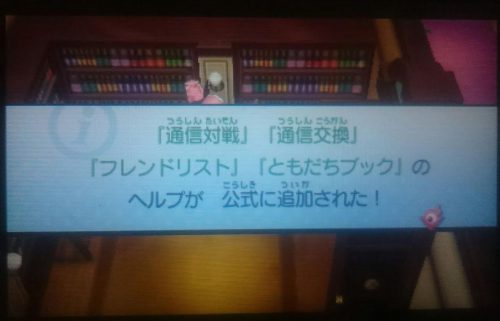 「通信対戦」「通信交換」
『フレンドリスト』『ともだちブック』の
ヘルプが 公式に追加された！